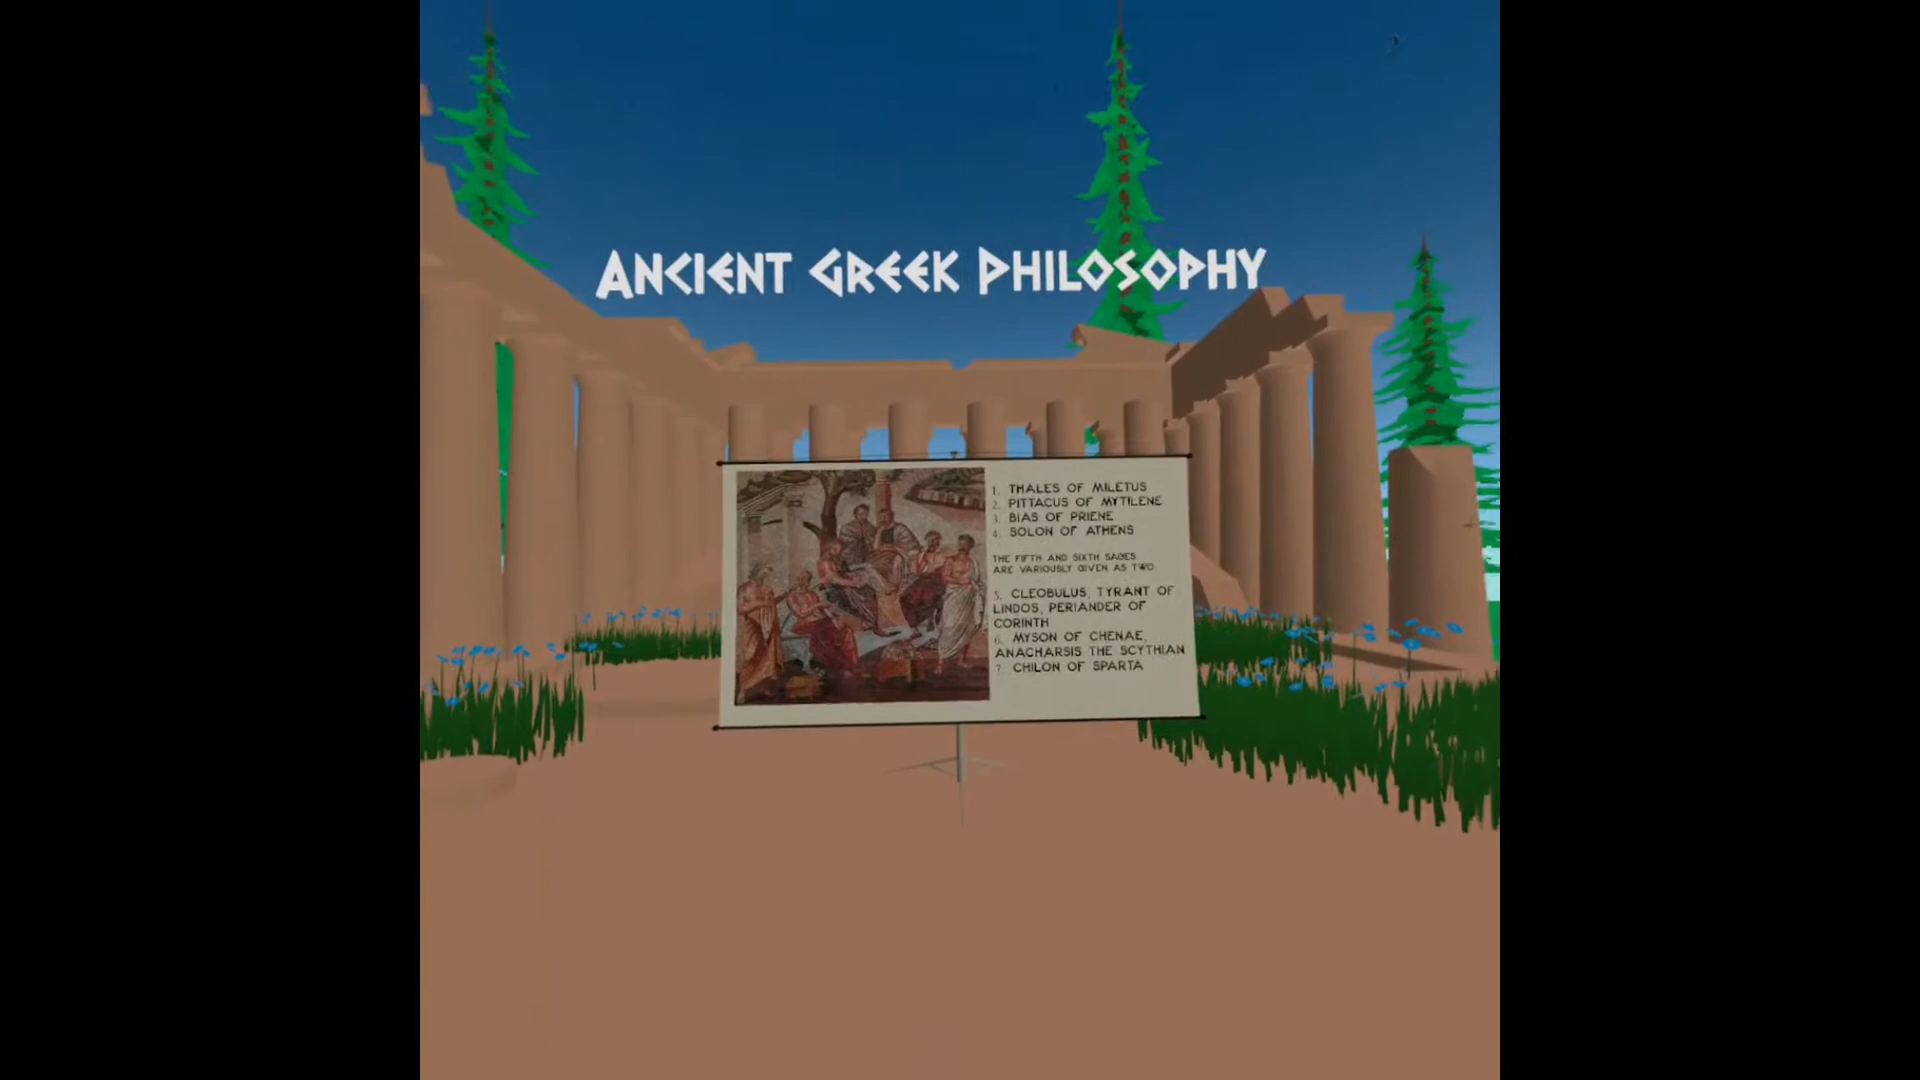 ANCIENT GREEK PHILOSOPHY
1. THALES OF MILETUS
2. PITTACUS OF MYTILENE
3. BIAS OF PRIENE
4. SOLON OF ATHENS
THE FIFTH AND SIXTH SAGES
ARE VARIOUSLY GIVEN AS TWO:
5. CLEOBULUS, TYRANT OF
LINDOS, PERIANDER OF
CORINTH
6. MYSON OF CHENAE,
ANACHARSIS THE SCYTHIAN
7. CHILON OF SPARTA